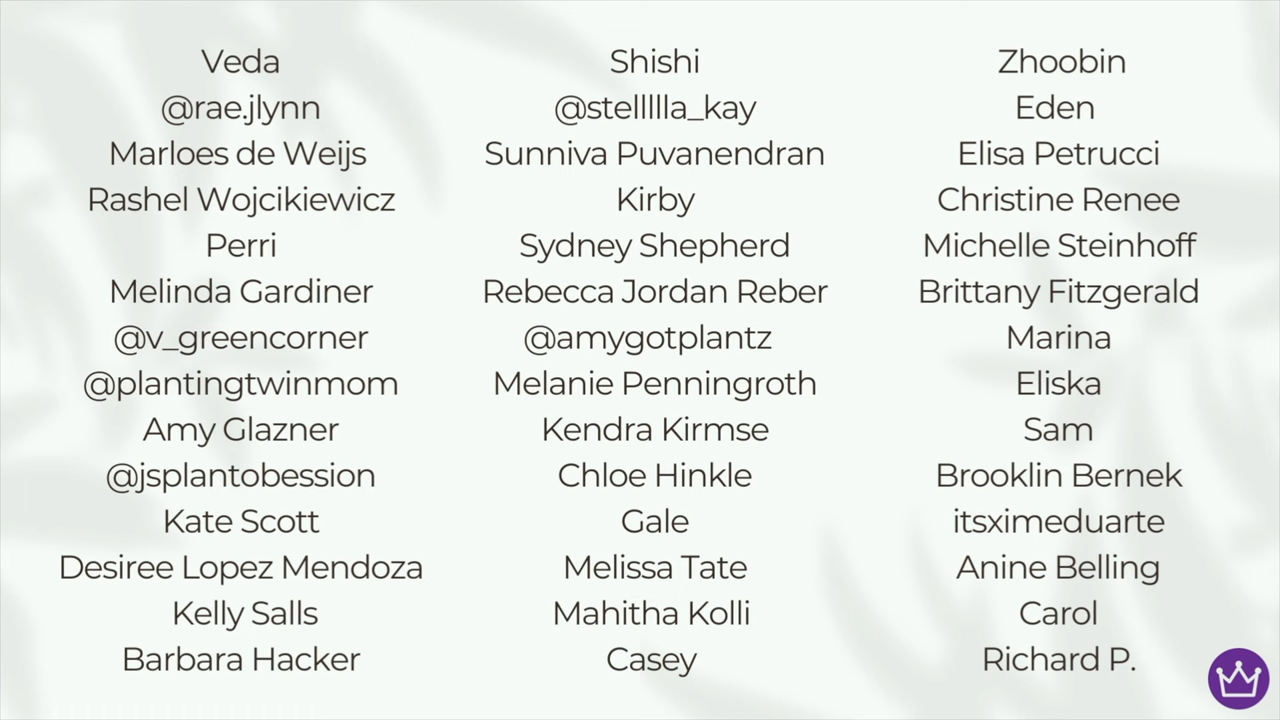 Veda
@rae.jlynn
Marloes de Weijs
Rashel Wojcikiewicz
Perri
Melinda Gardiner
@v_greencorner
@plantingtwinmom
Amy Glazner
@jsplantobession
Kate Scott
Desiree Lopez Mendoza
Kelly Salls
Barbara Hacker
Shishi
@stelllllla_kay
Sunniva Puvanendran
Kirby
Sydney Shepherd
Rebecca Jordan Reber
@amygotplantz
Melanie Penningroth
Kendra Kirmse
Chloe Hinkle
Gale
Melissa Tate
Mahitha Kolli
Casey
Zhoobin
Eden
Elisa Petrucci
Christine Renee
Michelle Steinhoff
Brittany Fitzgerald
Marina
Eliska
Sam
Brooklin Bernek
itsximeduarte
Anine Belling
Carol
Richard P.